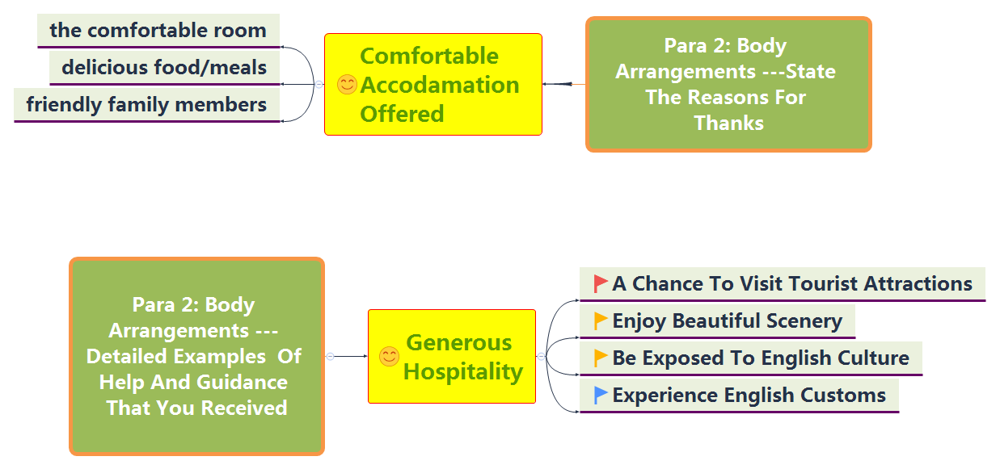 the comfortable room
delicious food/meals
friendly family members
Comfortable
Accodamation
Offered
Para 2: Body
Arrangements ---State
The Reasons For
Thanks
Para 2: Body
Arrangements ---
Detailed Examples  Of
Help And Guidance
That You Received
Generous
Hospitality
A Chance To Visit Tourist Attractions
Enjoy Beautiful Scenery
Be Exposed To English Culture
Experience English Customs